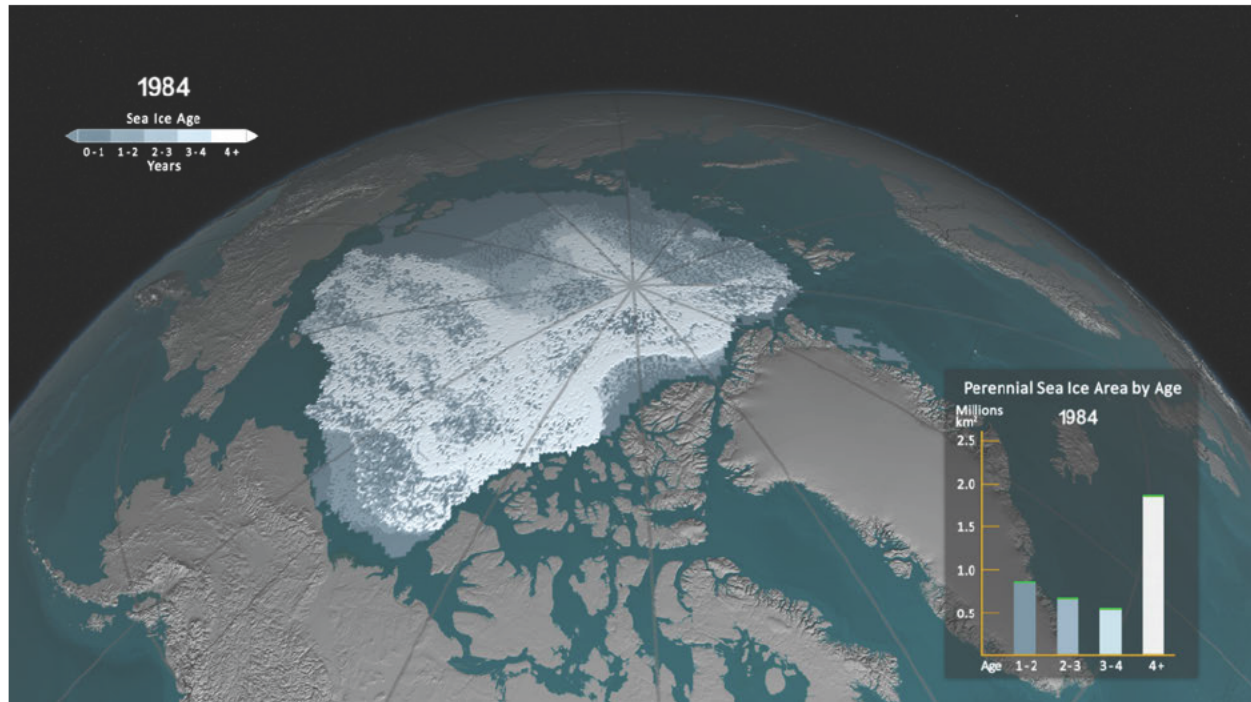 1984
Sea Ice Age
0-1 1-2 2-3 3-4 4+
Years
Perennial Sea Ice Area by Age
Millions
km²
1984
2.5
2.0
1.5
1.0
0.5
Age 1-2 2-3 3-4 4+